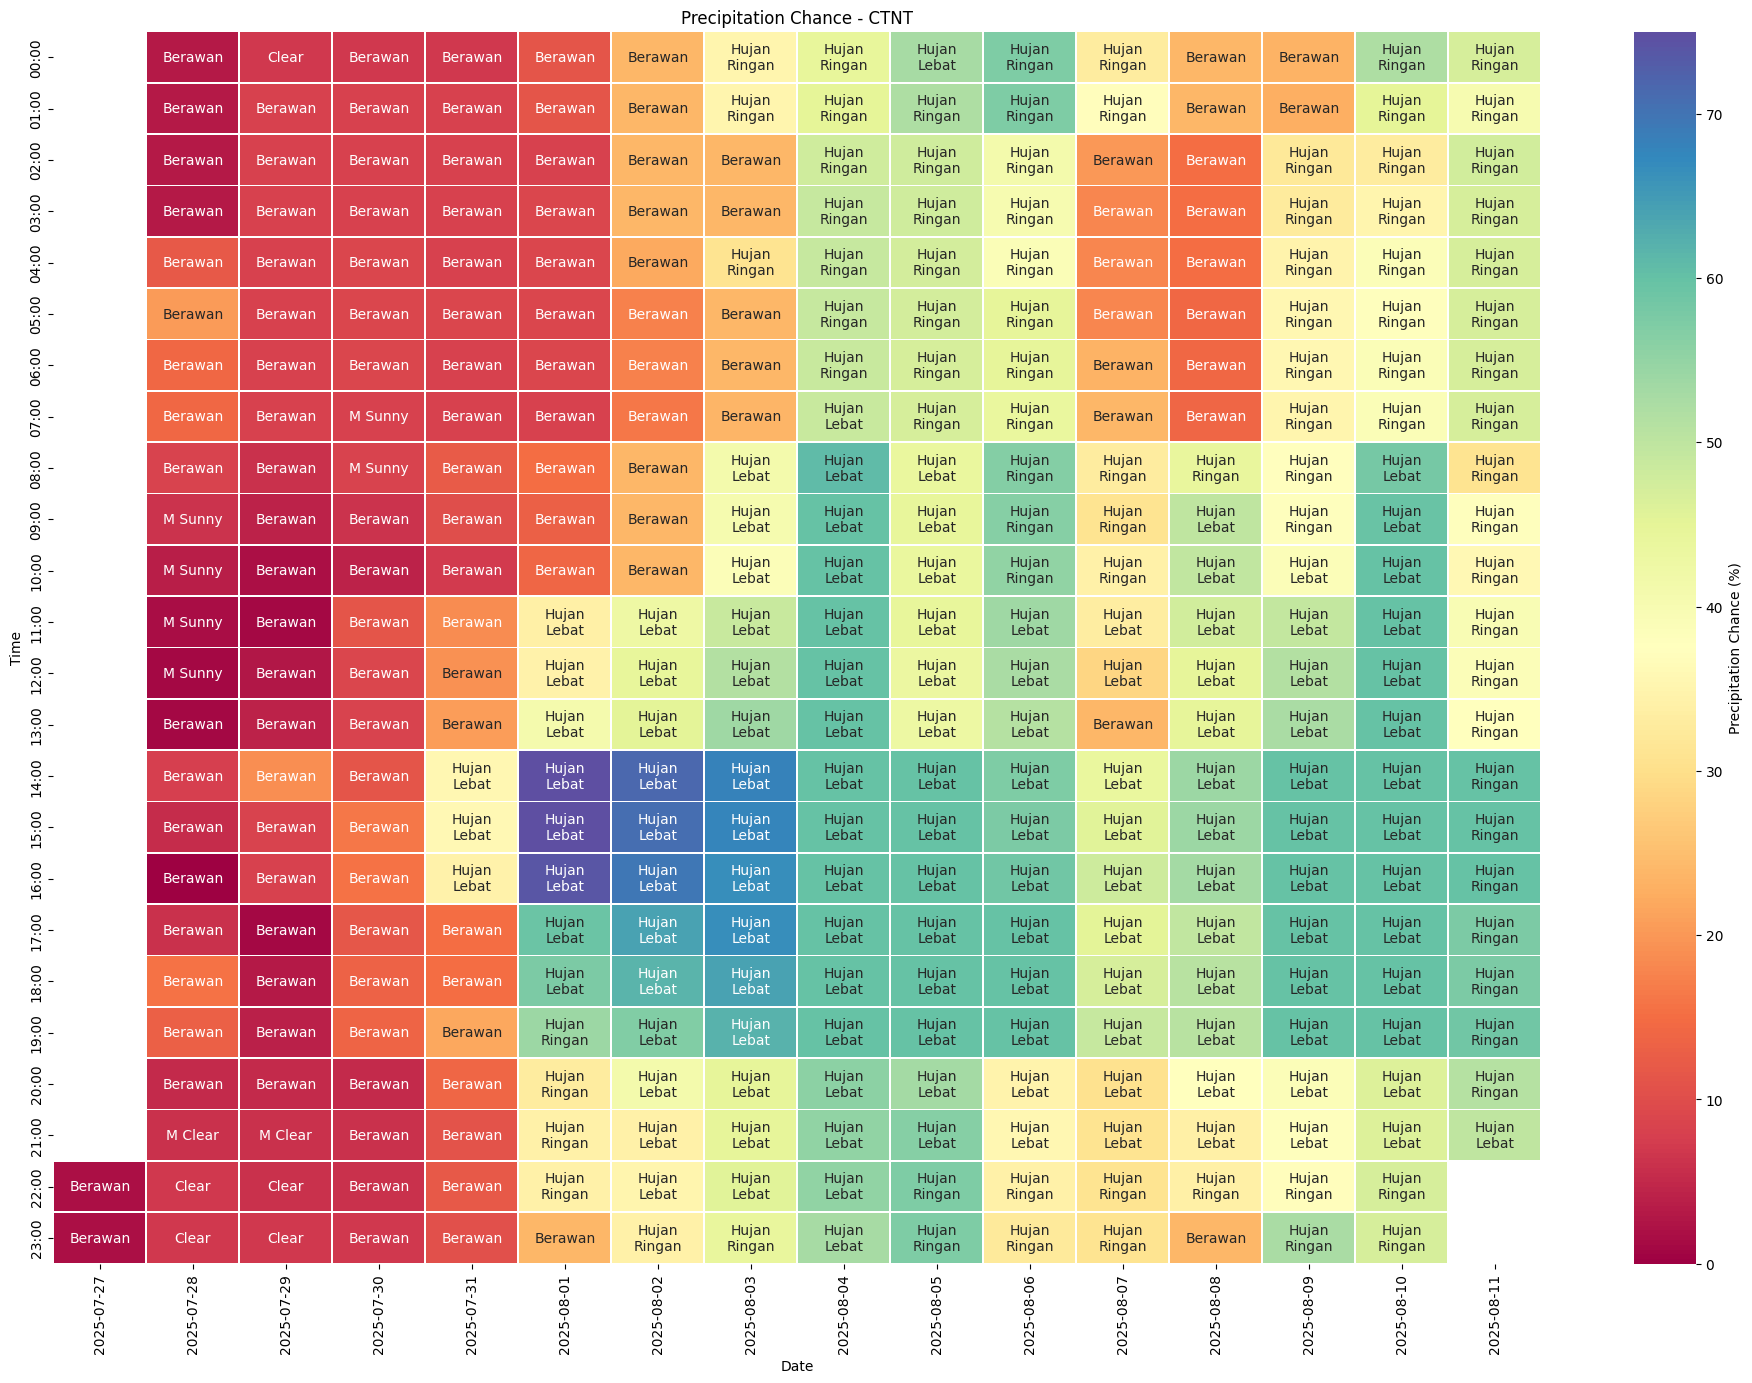 Precipitation Chance - CTNT
00:00 Berawan Clear Berawan Berawan Berawan Berawan Hujan Ringan Hujan Ringan Hujan Lebat Hujan Ringan Hujan Ringan Berawan Berawan Hujan Ringan Hujan Ringan
01:00 Berawan Berawan Berawan Berawan Berawan Berawan Hujan Ringan Hujan Ringan Hujan Ringan Hujan Ringan Hujan Ringan Berawan Berawan Hujan Ringan Hujan Ringan
02:00 Berawan Berawan Berawan Berawan Berawan Berawan Berawan Hujan Ringan Hujan Ringan Hujan Ringan Berawan Berawan Hujan Ringan Hujan Ringan Hujan Ringan
03:00 Berawan Berawan Berawan Berawan Berawan Berawan Berawan Hujan Ringan Hujan Ringan Hujan Ringan Berawan Berawan Hujan Ringan Hujan Ringan Hujan Ringan
04:00 Berawan Berawan Berawan Berawan Berawan Berawan Hujan Ringan Hujan Ringan Hujan Ringan Hujan Ringan Berawan Berawan Hujan Ringan Hujan Ringan Hujan Ringan
05:00 Berawan Berawan Berawan Berawan Berawan Berawan Berawan Hujan Ringan Hujan Ringan Hujan Ringan Berawan Berawan Hujan Ringan Hujan Ringan Hujan Ringan
06:00 Berawan Berawan Berawan Berawan Berawan Berawan Berawan Hujan Ringan Hujan Ringan Hujan Ringan Berawan Berawan Hujan Ringan Hujan Ringan Hujan Ringan
07:00 Berawan Berawan M Sunny Berawan Berawan Berawan Berawan Hujan Lebat Hujan Ringan Hujan Ringan Berawan Berawan Hujan Ringan Hujan Ringan Hujan Ringan
08:00 Berawan Berawan M Sunny Berawan Berawan Berawan Hujan Lebat Hujan Lebat Hujan Lebat Hujan Ringan Hujan Ringan Hujan Ringan Hujan Ringan Hujan Lebat Hujan Ringan
09:00 M Sunny Berawan Berawan Berawan Berawan Berawan Hujan Lebat Hujan Lebat Hujan Lebat Hujan Ringan Hujan Ringan Hujan Lebat Hujan Ringan Hujan Lebat Hujan Ringan
10:00 M Sunny Berawan Berawan Berawan Berawan Berawan Hujan Lebat Hujan Lebat Hujan Lebat Hujan Ringan Hujan Ringan Hujan Lebat Hujan Lebat Hujan Lebat Hujan Ringan
11:00 M Sunny Berawan Berawan Berawan Hujan Lebat Hujan Lebat Hujan Lebat Hujan Lebat Hujan Lebat Hujan Lebat Hujan Lebat Hujan Lebat Hujan Lebat Hujan Lebat Hujan Ringan
12:00 M Sunny Berawan Berawan Berawan Hujan Lebat Hujan Lebat Hujan Lebat Hujan Lebat Hujan Lebat Hujan Lebat Hujan Lebat Hujan Lebat Hujan Lebat Hujan Lebat Hujan Ringan
13:00 Berawan Berawan Berawan Berawan Hujan Lebat Hujan Lebat Hujan Lebat Hujan Lebat Hujan Lebat Hujan Lebat Berawan Hujan Lebat Hujan Lebat Hujan Lebat Hujan Ringan
14:00 Berawan Berawan Berawan Hujan Lebat Hujan Lebat Hujan Lebat Hujan Lebat Hujan Lebat Hujan Lebat Hujan Lebat Hujan Lebat Hujan Lebat Hujan Lebat Hujan Lebat Hujan Ringan
15:00 Berawan Berawan Berawan Hujan Lebat Hujan Lebat Hujan Lebat Hujan Lebat Hujan Lebat Hujan Lebat Hujan Lebat Hujan Lebat Hujan Lebat Hujan Lebat Hujan Lebat Hujan Ringan
16:00 Berawan Berawan Berawan Hujan Lebat Hujan Lebat Hujan Lebat Hujan Lebat Hujan Lebat Hujan Lebat Hujan Lebat Hujan Lebat Hujan Lebat Hujan Lebat Hujan Lebat Hujan Ringan
17:00 Berawan Berawan Berawan Berawan Hujan Lebat Hujan Lebat Hujan Lebat Hujan Lebat Hujan Lebat Hujan Lebat Hujan Lebat Hujan Lebat Hujan Lebat Hujan Lebat Hujan Ringan
18:00 Berawan Berawan Berawan Berawan Hujan Lebat Hujan Lebat Hujan Lebat Hujan Lebat Hujan Lebat Hujan Lebat Hujan Lebat Hujan Lebat Hujan Lebat Hujan Lebat Hujan Ringan
19:00 Berawan Berawan Berawan Berawan Hujan Ringan Hujan Lebat Hujan Lebat Hujan Lebat Hujan Lebat Hujan Lebat Hujan Lebat Hujan Lebat Hujan Lebat Hujan Lebat Hujan Ringan
20:00 Berawan Berawan Berawan Berawan Hujan Ringan Hujan Lebat Hujan Lebat Hujan Lebat Hujan Lebat Hujan Lebat Hujan Lebat Hujan Lebat Hujan Lebat Hujan Lebat Hujan Ringan
21:00 M Clear M Clear Berawan Berawan Hujan Ringan Hujan Lebat Hujan Lebat Hujan Lebat Hujan Lebat Hujan Lebat Hujan Lebat Hujan Lebat Hujan Lebat Hujan Lebat Hujan Lebat
22:00 Berawan Clear Clear Berawan Berawan Hujan Ringan Hujan Lebat Hujan Lebat Hujan Lebat Hujan Ringan Hujan Ringan Hujan Ringan Hujan Ringan Hujan Ringan Hujan Ringan
23:00 Berawan Clear Clear Berawan Berawan Berawan Hujan Ringan Hujan Ringan Hujan Lebat Hujan Ringan Hujan Ringan Hujan Ringan Berawan Hujan Ringan Hujan Ringan
Time
2025-07-27 2025-07-28 2025-07-29 2025-07-30 2025-07-31 2025-08-01 2025-08-02 2025-08-03 2025-08-04 2025-08-05 2025-08-06 2025-08-07 2025-08-08 2025-08-09 2025-08-10 2025-08-11
Date
70
60
50
40
30
20
10
0
Precipitation Chance (%)